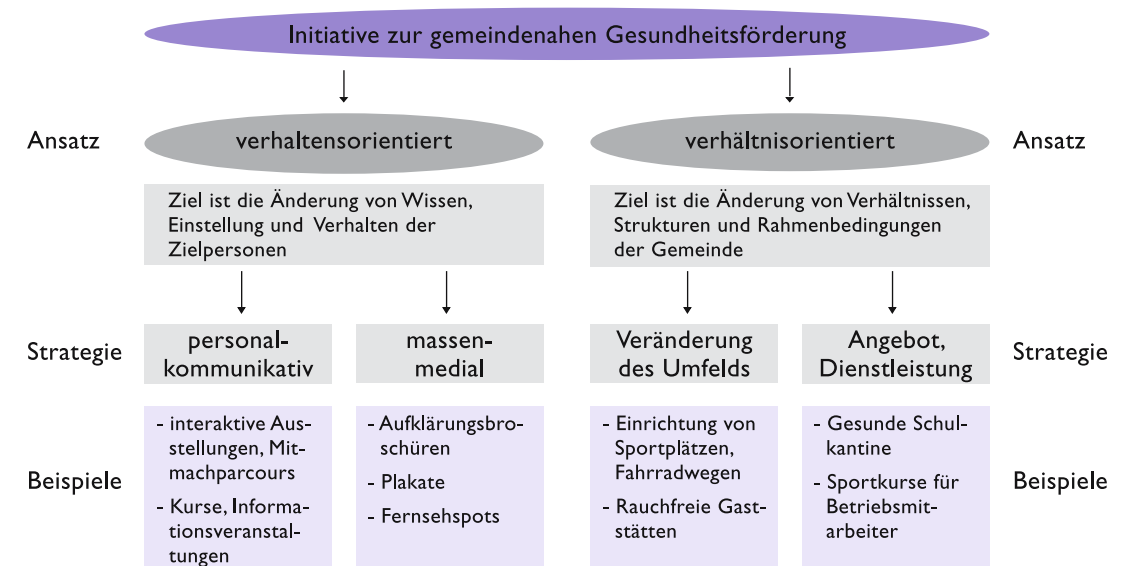 Initiative zur gemeindenahen Gesundheitsförderung
Ansatz
verhaltensorientiert
verhältnisorientiert
Ansatz
Ziel ist die Änderung von Wissen,
Einstellung und Verhalten der
Zielpersonen
Ziel ist die Änderung von Verhältnissen,
Strukturen und Rahmenbedingungen
der Gemeinde
Strategie
personal-
kommunikativ
massen-
medial
Veränderung
des Umfelds
Angebot,
Dienstleistung
Strategie
Beispiele
- interaktive Aus-
stellungen, Mit-
machparcours
- Kurse, Informa-
tionsveranstal-
tungen
- Aufklärungsbro-
schüren
- Plakate
- Fernsehspots
- Einrichtung von
Sportplätzen,
Fahrradwegen
- Rauchfreie Gast-
stätten
- Gesunde Schul-
kantine
- Sportkurse für
Betriebsmit-
arbeiter
Beispiele